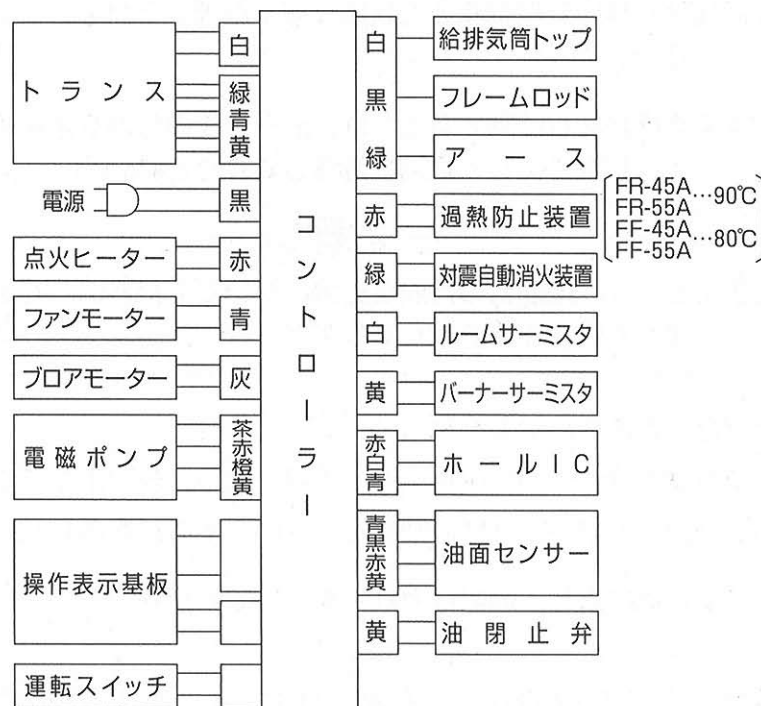 トランス
白
緑
青
黄
電源
黒
点火ヒーター
赤
ファンモーター
青
ブロアモーター
灰
電磁ポンプ
茶
赤
橙
黄
操作表示基板
運転スイッチ
コントローラー
白
給排気筒トップ
黒
フレームロッド
緑
アース
赤
過熱防止装置
FR-45A
FR-55A
…90℃
FF-45A
FF-55A
…80℃
緑
対震自動消火装置
白
ルームサーミスタ
黄
バーナーサーミスタ
赤
白
青
ホールIC
青
黒
赤
黄
油面センサー
黄
油閉止弁